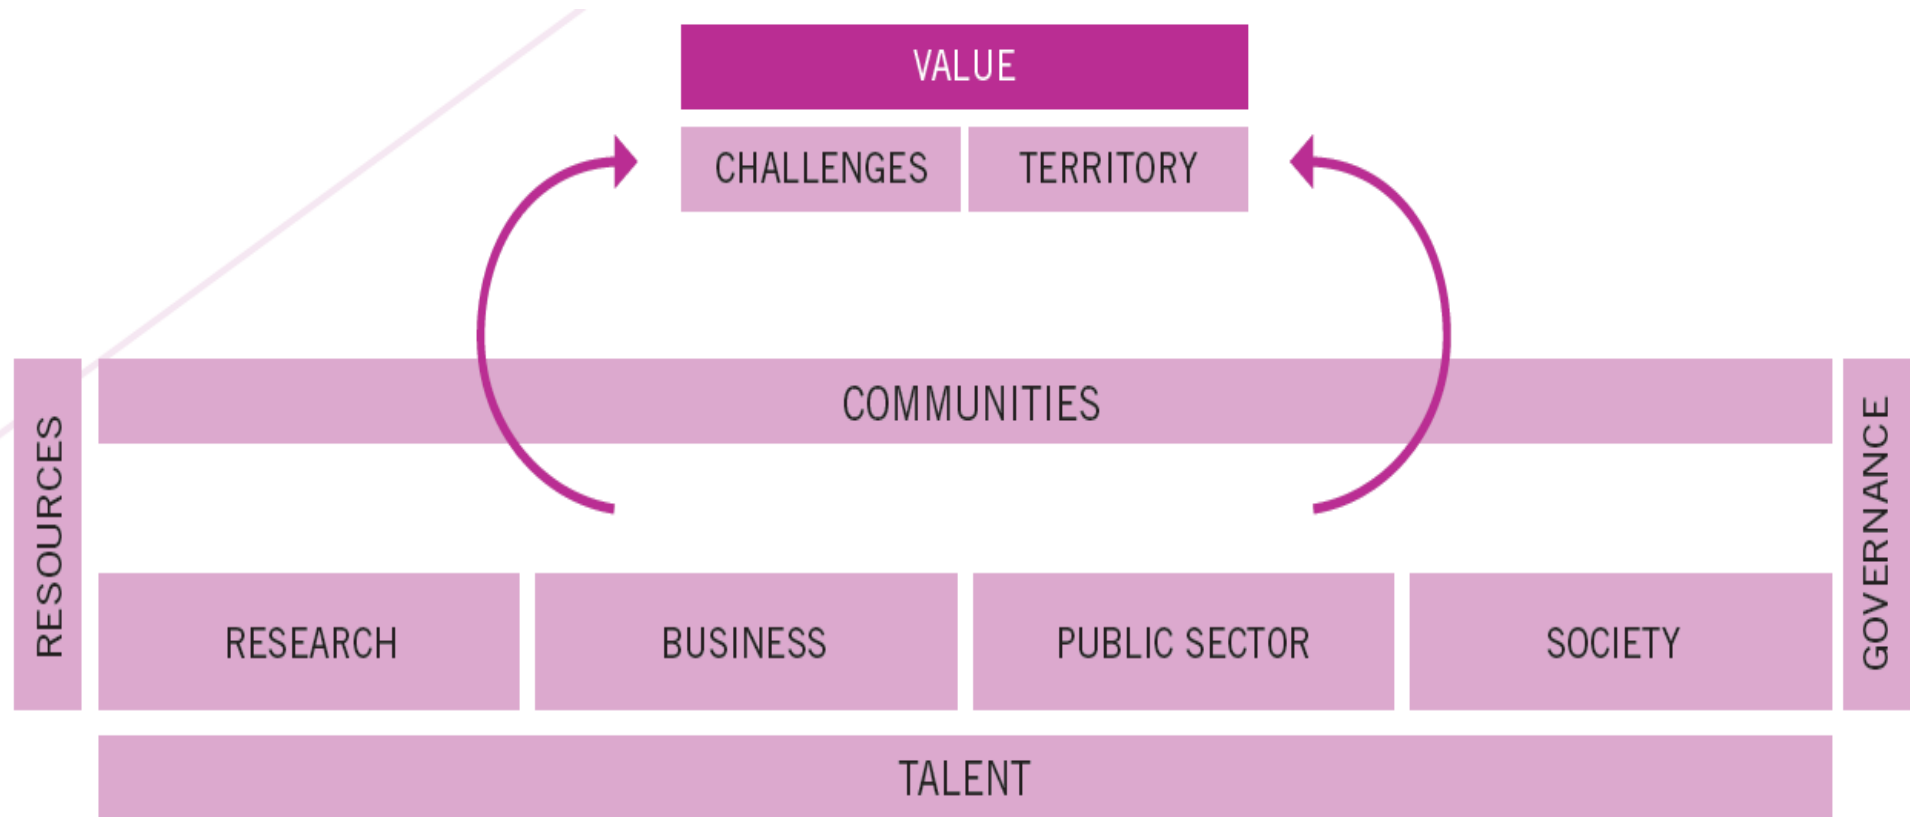 VALUE
CHALLENGES
TERRITORY
COMMUNITIES
RESOURCES
GOVERNANCE
RESEARCH
BUSINESS
PUBLIC SECTOR
SOCIETY
TALENT